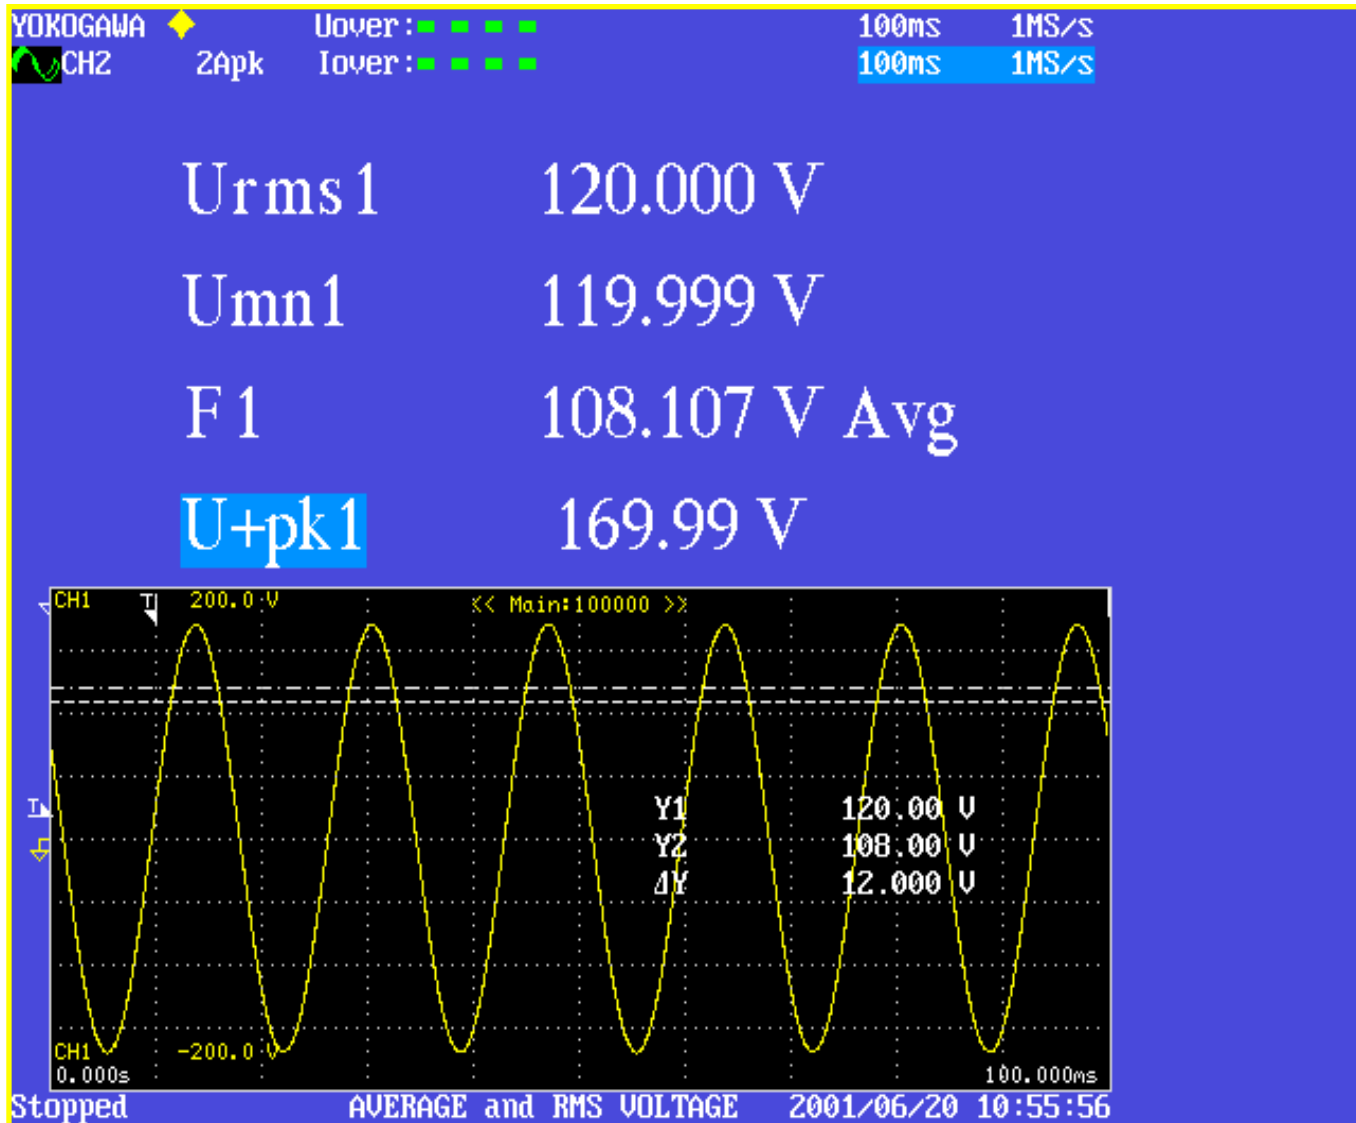 YOKOGAWA Uover: 100ms 1MS/s
CH2 2Apk Iover: 100ms 1MS/s
Urms1 120.000 V
Umn1 119.999 V
F1 108.107 V Avg
U+pk1 169.99 V
CH1 T 200.0 V << Main:100000 >>
T Y1 120.00 V
Y2 108.00 V
ΔY 12.000 V
CH1 -200.0 V
0.000s 100.000ms
Stopped AVERAGE and RMS VOLTAGE 2001/06/20 10:55:56